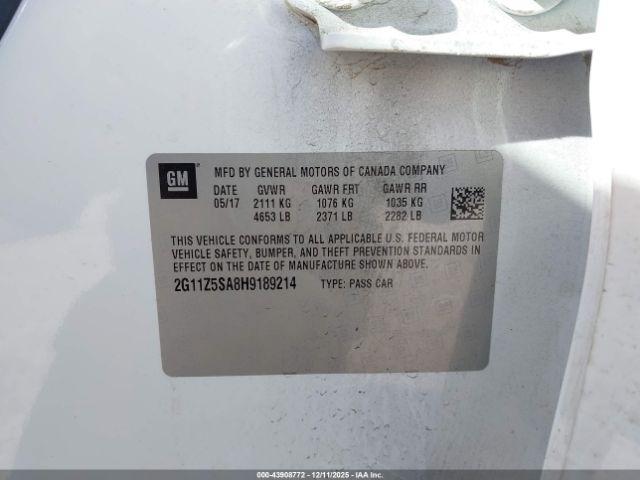 GM
MFD BY GENERAL MOTORS OF CANADA COMPANY
DATE GVWR GAWR FRT GAWR RR
05/17 2111 KG 1076 KG 1035 KG
4653 LB 2371 LB 2282 LB
THIS VEHICLE CONFORMS TO ALL APPLICABLE U.S. FEDERAL MOTOR
VEHICLE SAFETY, BUMPER, AND THEFT PREVENTION STANDARDS IN
EFFECT ON THE DATE OF MANUFACTURE SHOWN ABOVE.
2G11Z5SA8H9189214 TYPE: PASS CAR
000-43908772 - 12/11/2025 - IAAI.COM